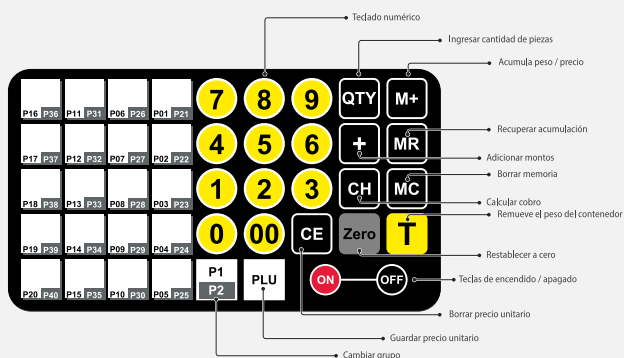 Teclado numérico
Ingresar cantidad de piezas
Acumula peso / precio
P16 P36 P11 P31 P06 P26 P01 P21 7 8 9 QTY M+
Recuperar acumulación
P17 P37 P12 P32 P07 P27 P02 P22 4 5 6 + MR
Adicionar montos
Borrar memoria
P18 P38 P13 P33 P08 P28 P03 P23 1 2 3 CH MC
Calcular cobro
Remueve el peso del contenedor
P19 P39 P14 P34 P09 P29 P04 P24 0 00 CE Zero T
Restablecer a cero
P20 P40 P15 P35 P10 P30 P05 P25 P1 P2 PLU ON OFF
Teclas de encendido / apagado
Borrar precio unitario
Guardar precio unitario
Cambiar grupo